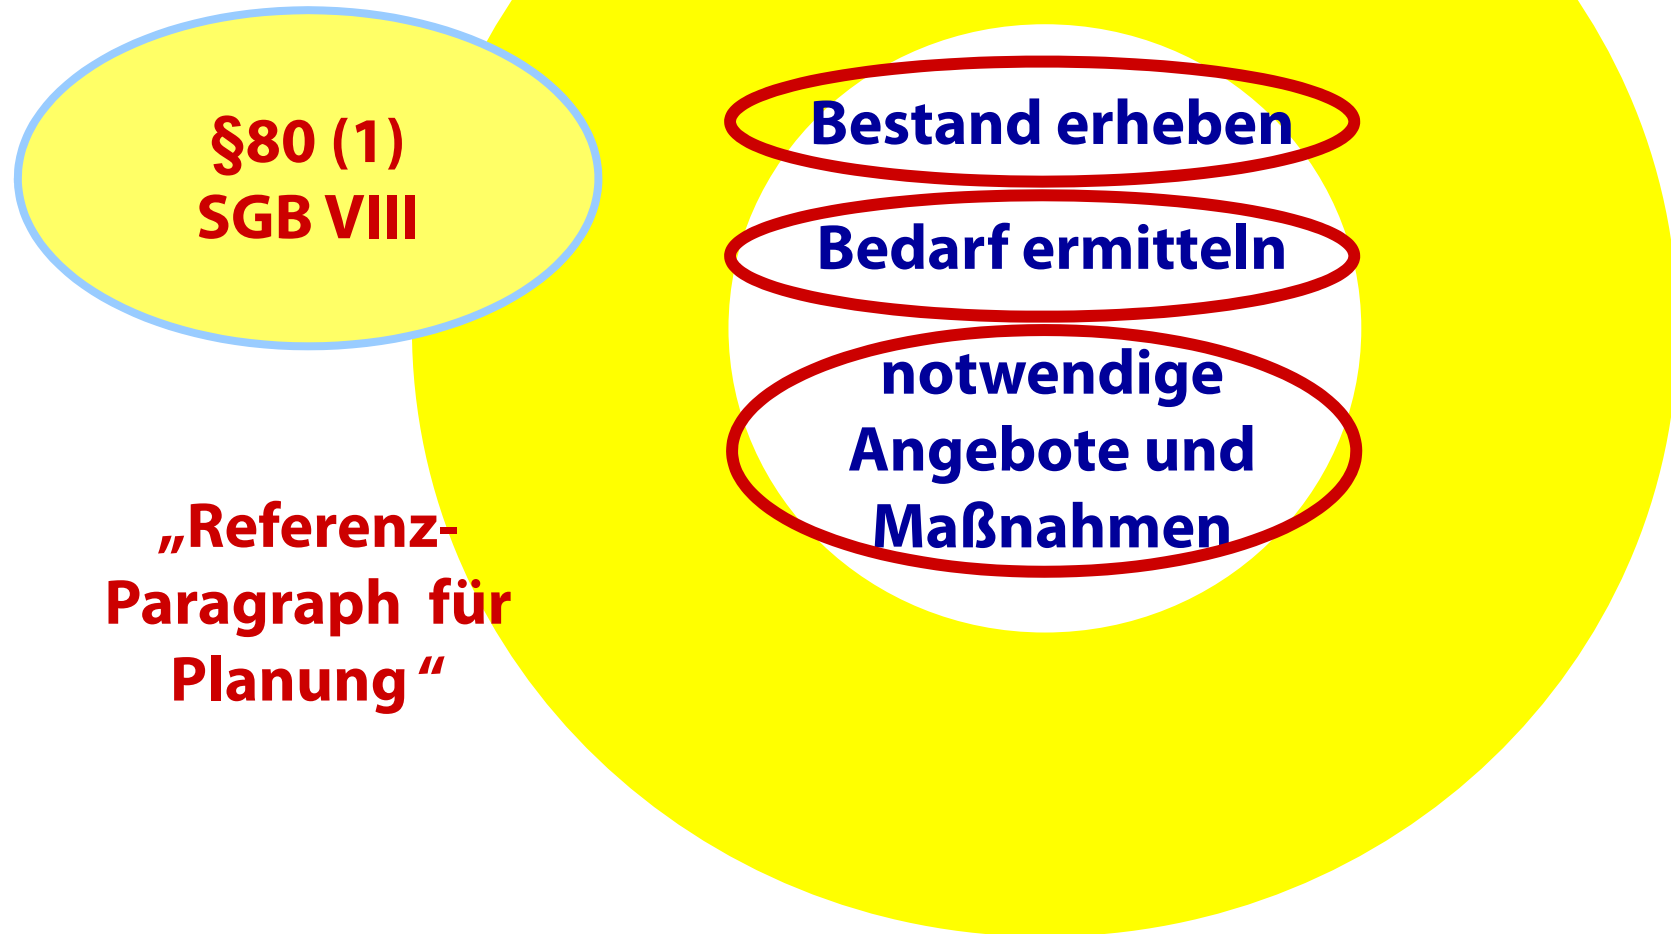 §80 (1)
SGB VIII
„Referenz-
Paragraph für
Planung “
Bestand erheben
Bedarf ermitteln
notwendige
Angebote und
Maßnahmen